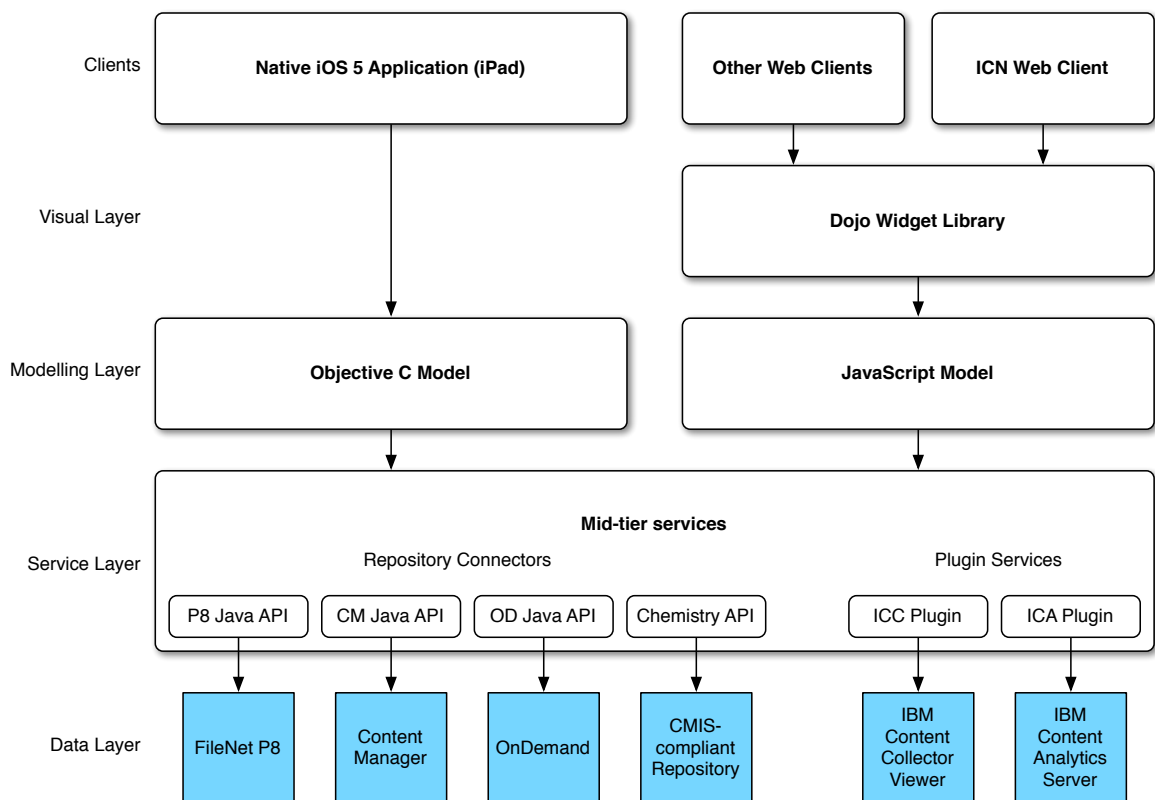 Clients
Native iOS 5 Application (iPad)
Other Web Clients
ICN Web Client
Visual Layer
Dojo Widget Library
Modelling Layer
Objective C Model
JavaScript Model
Service Layer
Mid-tier services
Repository Connectors
Plugin Services
P8 Java API
CM Java API
OD Java API
Chemistry API
ICC Plugin
ICA Plugin
Data Layer
FileNet P8
Content
Manager
OnDemand
CMIS-
compliant
Repository
IBM
Content
Collector
Viewer
IBM
Content
Analytics
Server